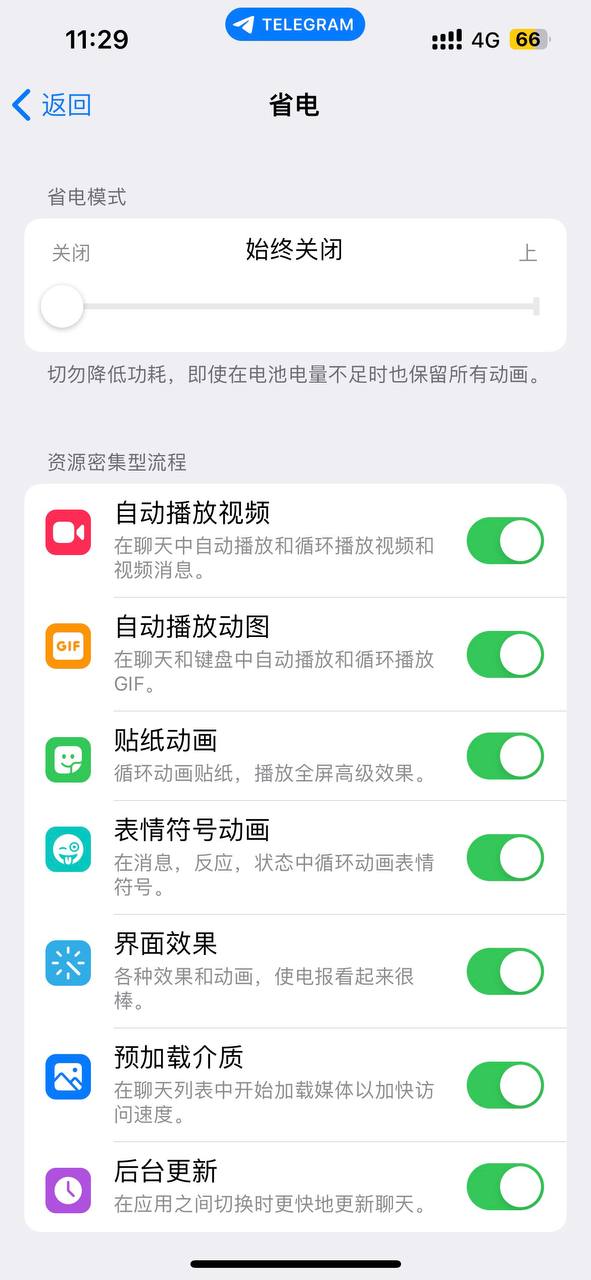 11:29
TELEGRAM
4G
66
返回
省电
省电模式
关闭
始终关闭
上
切勿降低功耗，即使在电池电量不足时也保留所有动画。
资源密集型流程
自动播放视频
在聊天中自动播放和循环播放视频和
视频消息。
GIF
自动播放动图
在聊天和键盘中自动播放和循环播放
GIF。
贴纸动画
循环动画贴纸，播放全屏高级效果。
表情符号动画
在消息，反应，状态中循环动画表情
符号。
界面效果
各种效果和动画，使电报看起来很
棒。
预加载介质
在聊天列表中开始加载媒体以加快访
问速度。
后台更新
在应用之间切换时更快地更新聊天。